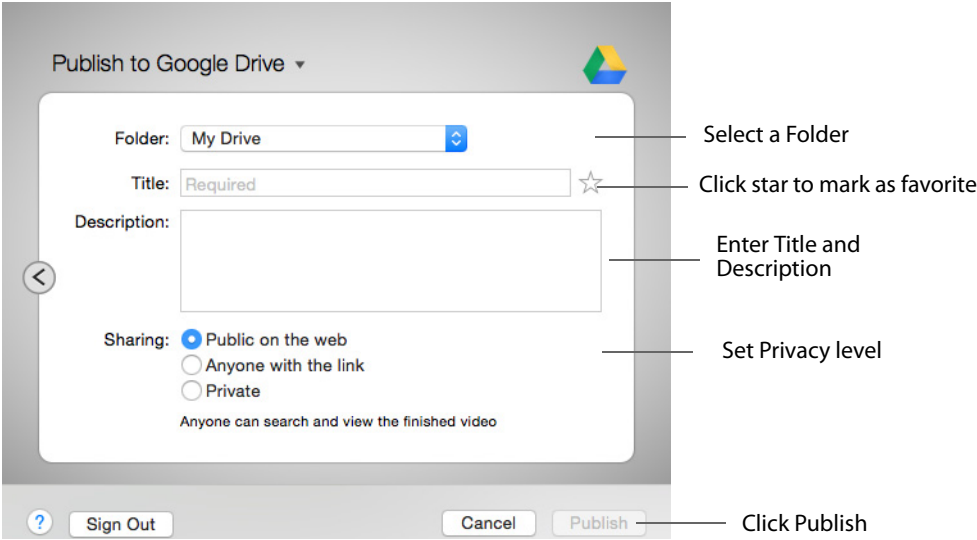 Publish to Google Drive
Folder: My Drive
Select a Folder
Title: Required
Click star to mark as favorite
Description:
Enter Title and
Description
Sharing: Public on the web
Anyone with the link
Private
Set Privacy level
Anyone can search and view the finished video
? Sign Out Cancel Publish
Click Publish